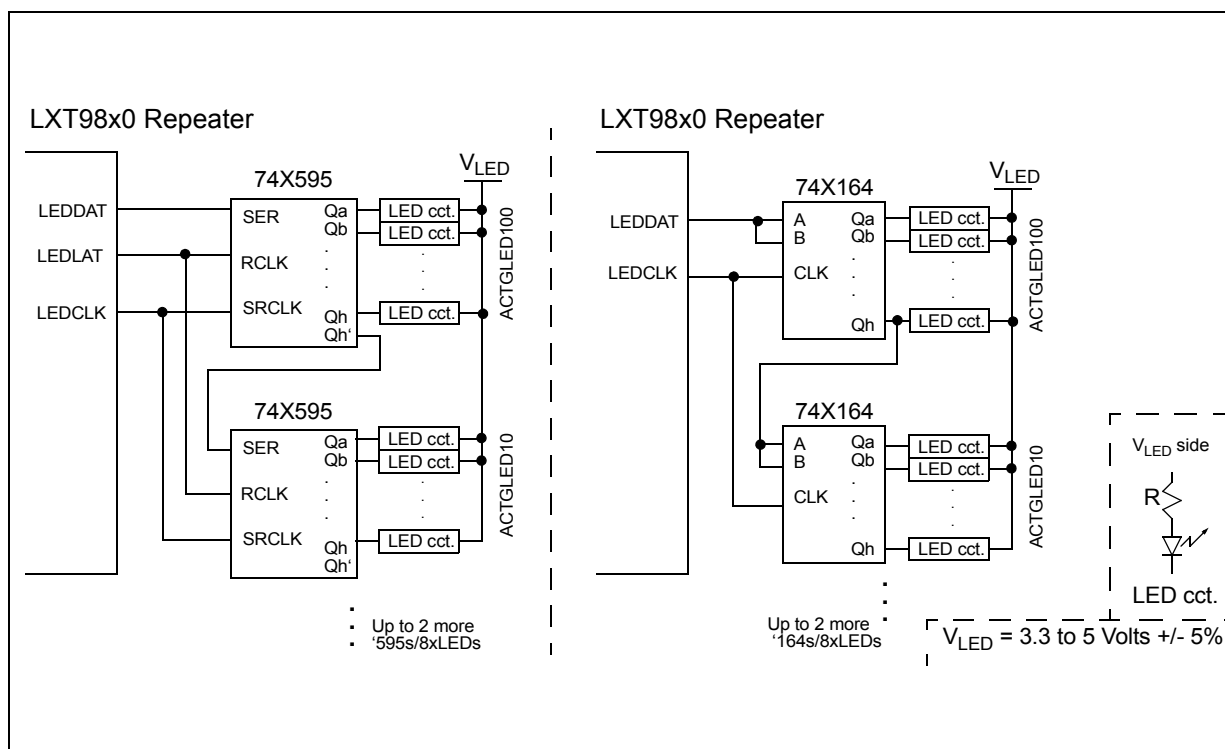 LXT98x0 Repeater
LEDDAT
LEDLAT
LEDCLK
74X595
SER
RCLK
SRCLK
Qa
Qb
Qh
Qh‘
LED cct.
LED cct.
LED cct.
VLED
ACTGLED100
74X595
SER
RCLK
SRCLK
Qa
Qb
Qh
Qh‘
LED cct.
LED cct.
LED cct.
ACTGLED10
Up to 2 more
‘595s/8xLEDs
LXT98x0 Repeater
LEDDAT
LEDCLK
74X164
A
B
CLK
Qa
Qb
Qh
LED cct.
LED cct.
LED cct.
VLED
ACTGLED100
74X164
A
B
CLK
Qa
Qb
Qh
LED cct.
LED cct.
LED cct.
ACTGLED10
Up to 2 more
‘164s/8xLEDs
VLED side
R
LED cct.
VLED = 3.3 to 5 Volts +/- 5%